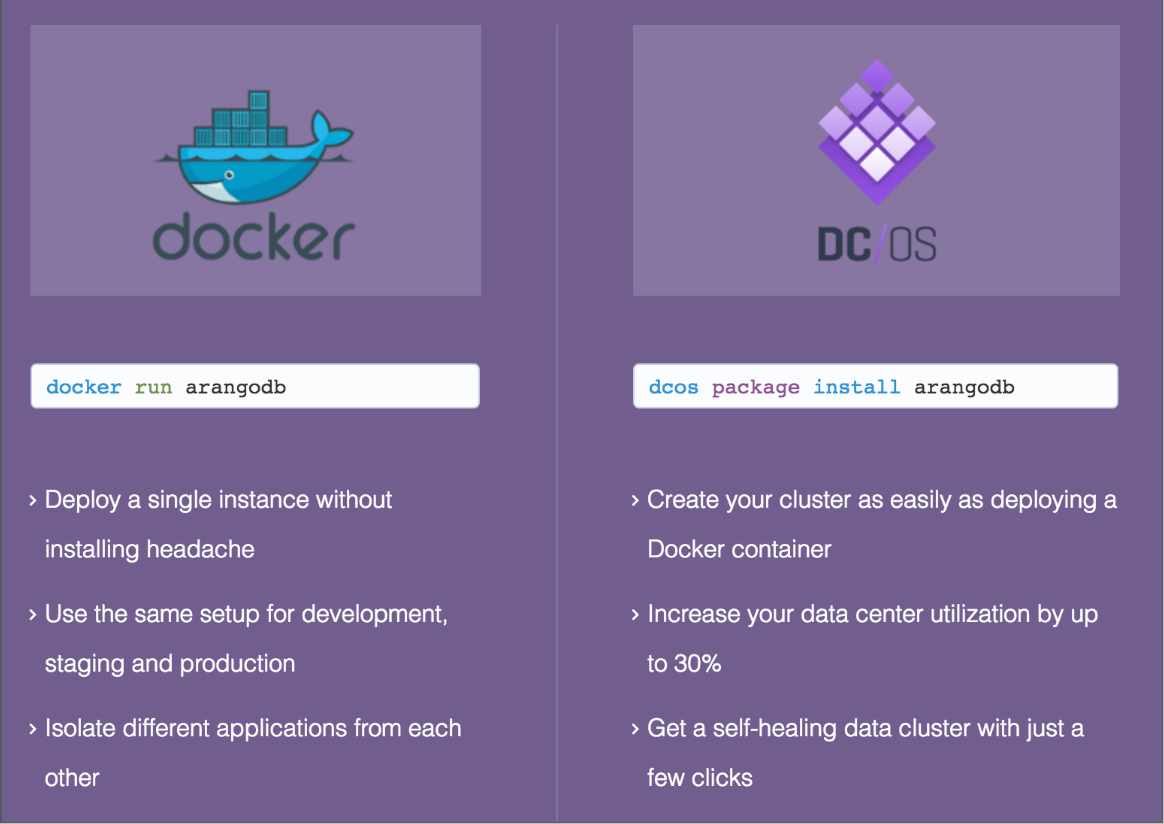 docker
docker run arangodb
› Deploy a single instance without
installing headache
› Use the same setup for development,
staging and production
› Isolate different applications from each
other
DC/OS
dcos package install arangodb
› Create your cluster as easily as deploying a
Docker container
› Increase your data center utilization by up
to 30%
› Get a self-healing data cluster with just a
few clicks